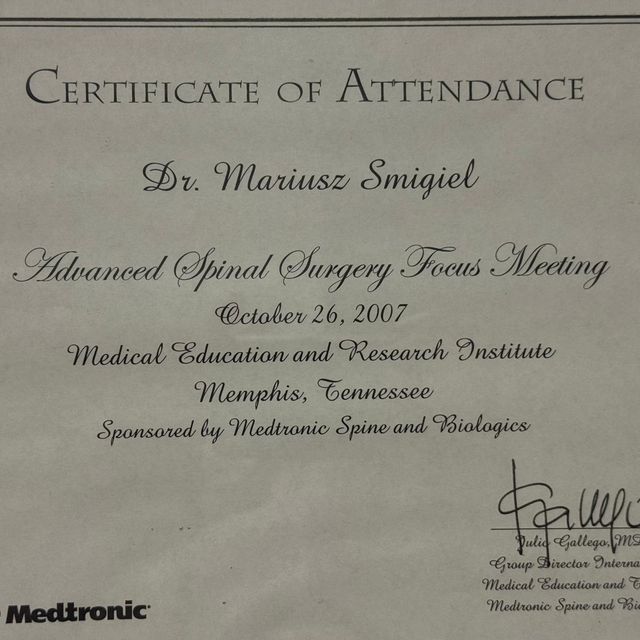 CERTIFICATE OF ATTENDANCE
Dr. Mariusz Smigiel
Advanced Spinal Surgery Focus Meeting
October 26, 2007
Medical Education and Research Institute
Memphis, Tennessee
Sponsored by Medtronic Spine and Biologics
Gallego, MD
Group Director
Medical Education and
Medtronic Spine and
Medtronic